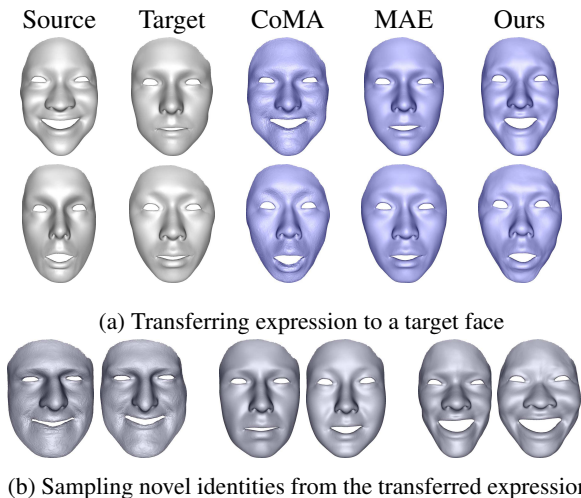 Source Target CoMA MAE Ours
(a) Transferring expression to a target face
(b) Sampling novel identities from the transferred expression